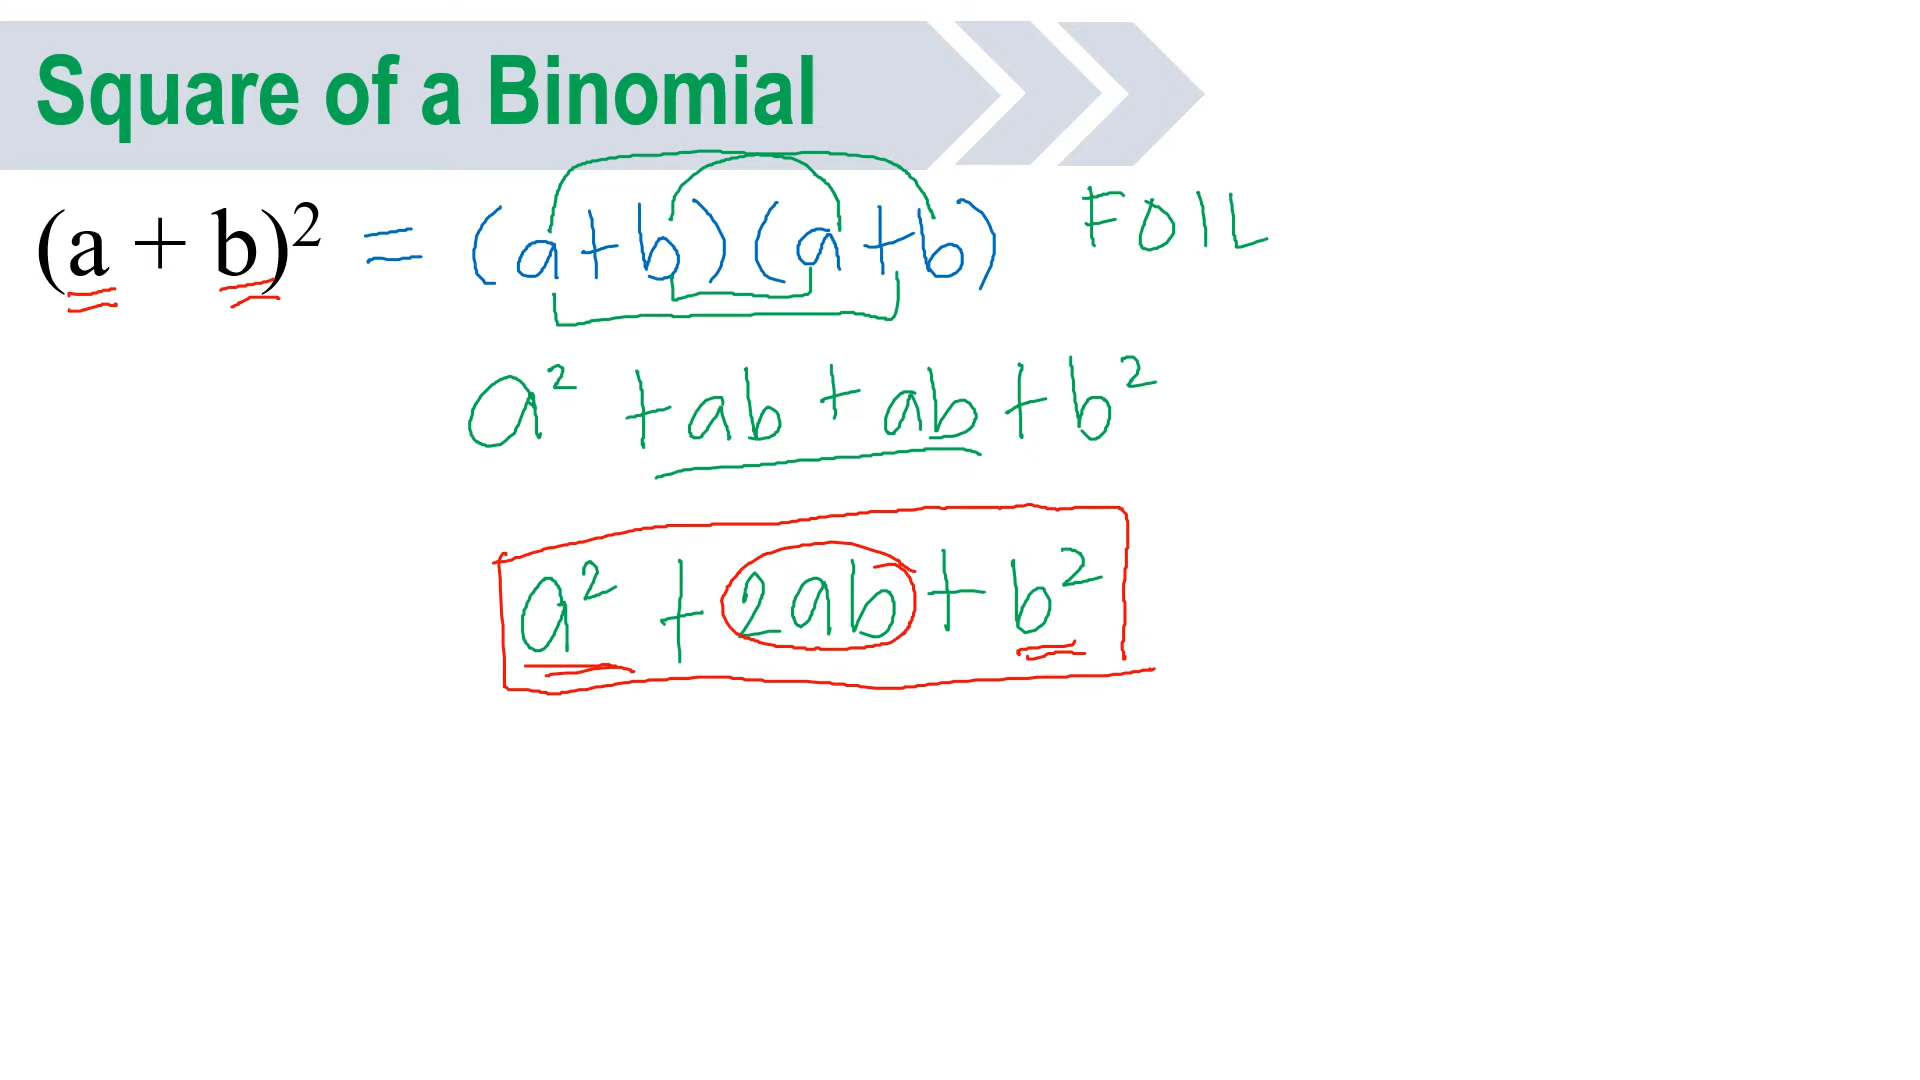 Square of a Binomial
(a + b)² = (a+b)(a+b) FOIL
a² +ab +ab +b²
a² + 2ab + b²